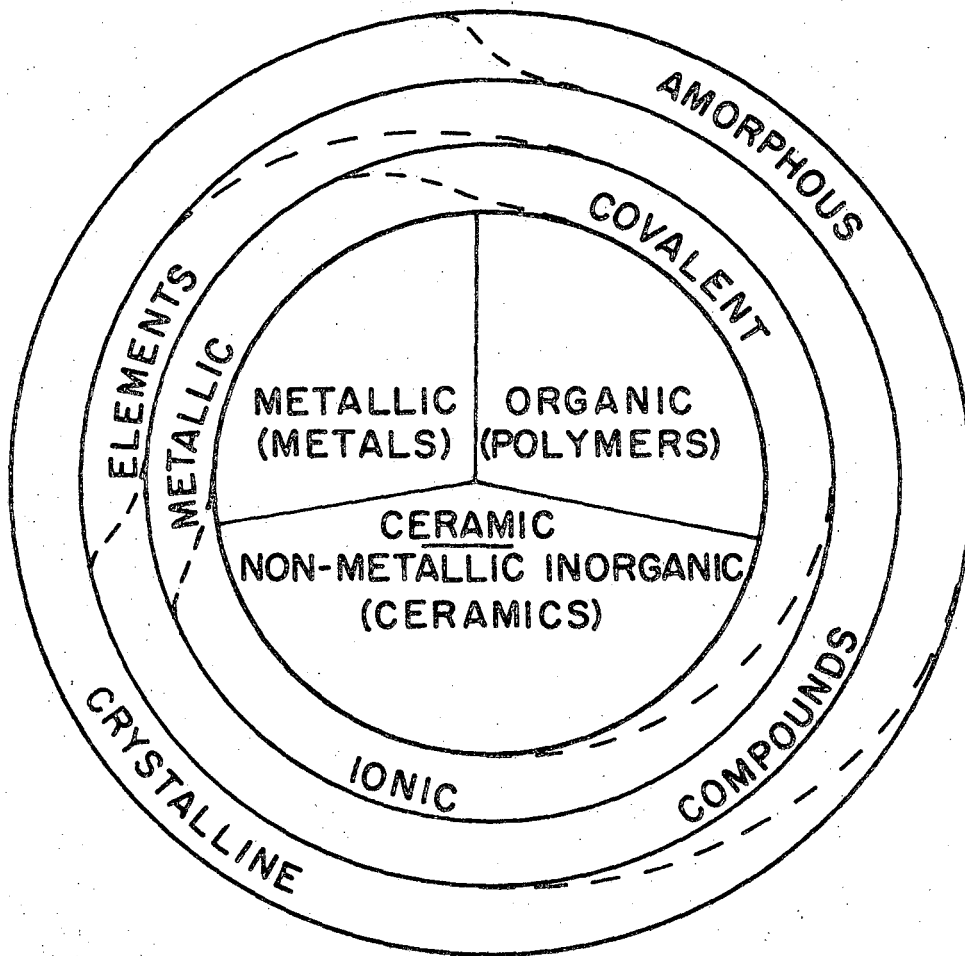 AMORPHOUS
COVALENT
ELEMENTS
METALLIC
METALLIC
(METALS)
ORGANIC
(POLYMERS)
CERAMIC
NON-METALLIC INORGANIC
(CERAMICS)
IONIC
COMPOUNDS
CRYSTALLINE